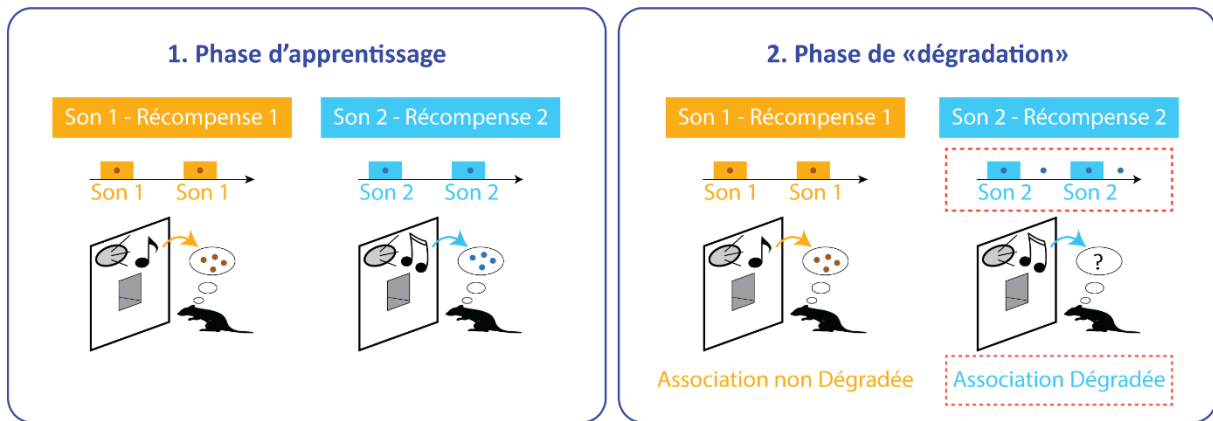 1. Phase d’apprentissage
Son 1 - Récompense 1
Son 2 - Récompense 2
Son 1 Son 1
Son 2 Son 2
2. Phase de «dégradation»
Son 1 - Récompense 1
Son 2 - Récompense 2
Son 1 Son 1
Son 2 Son 2
?
Association non Dégradée
Association Dégradée